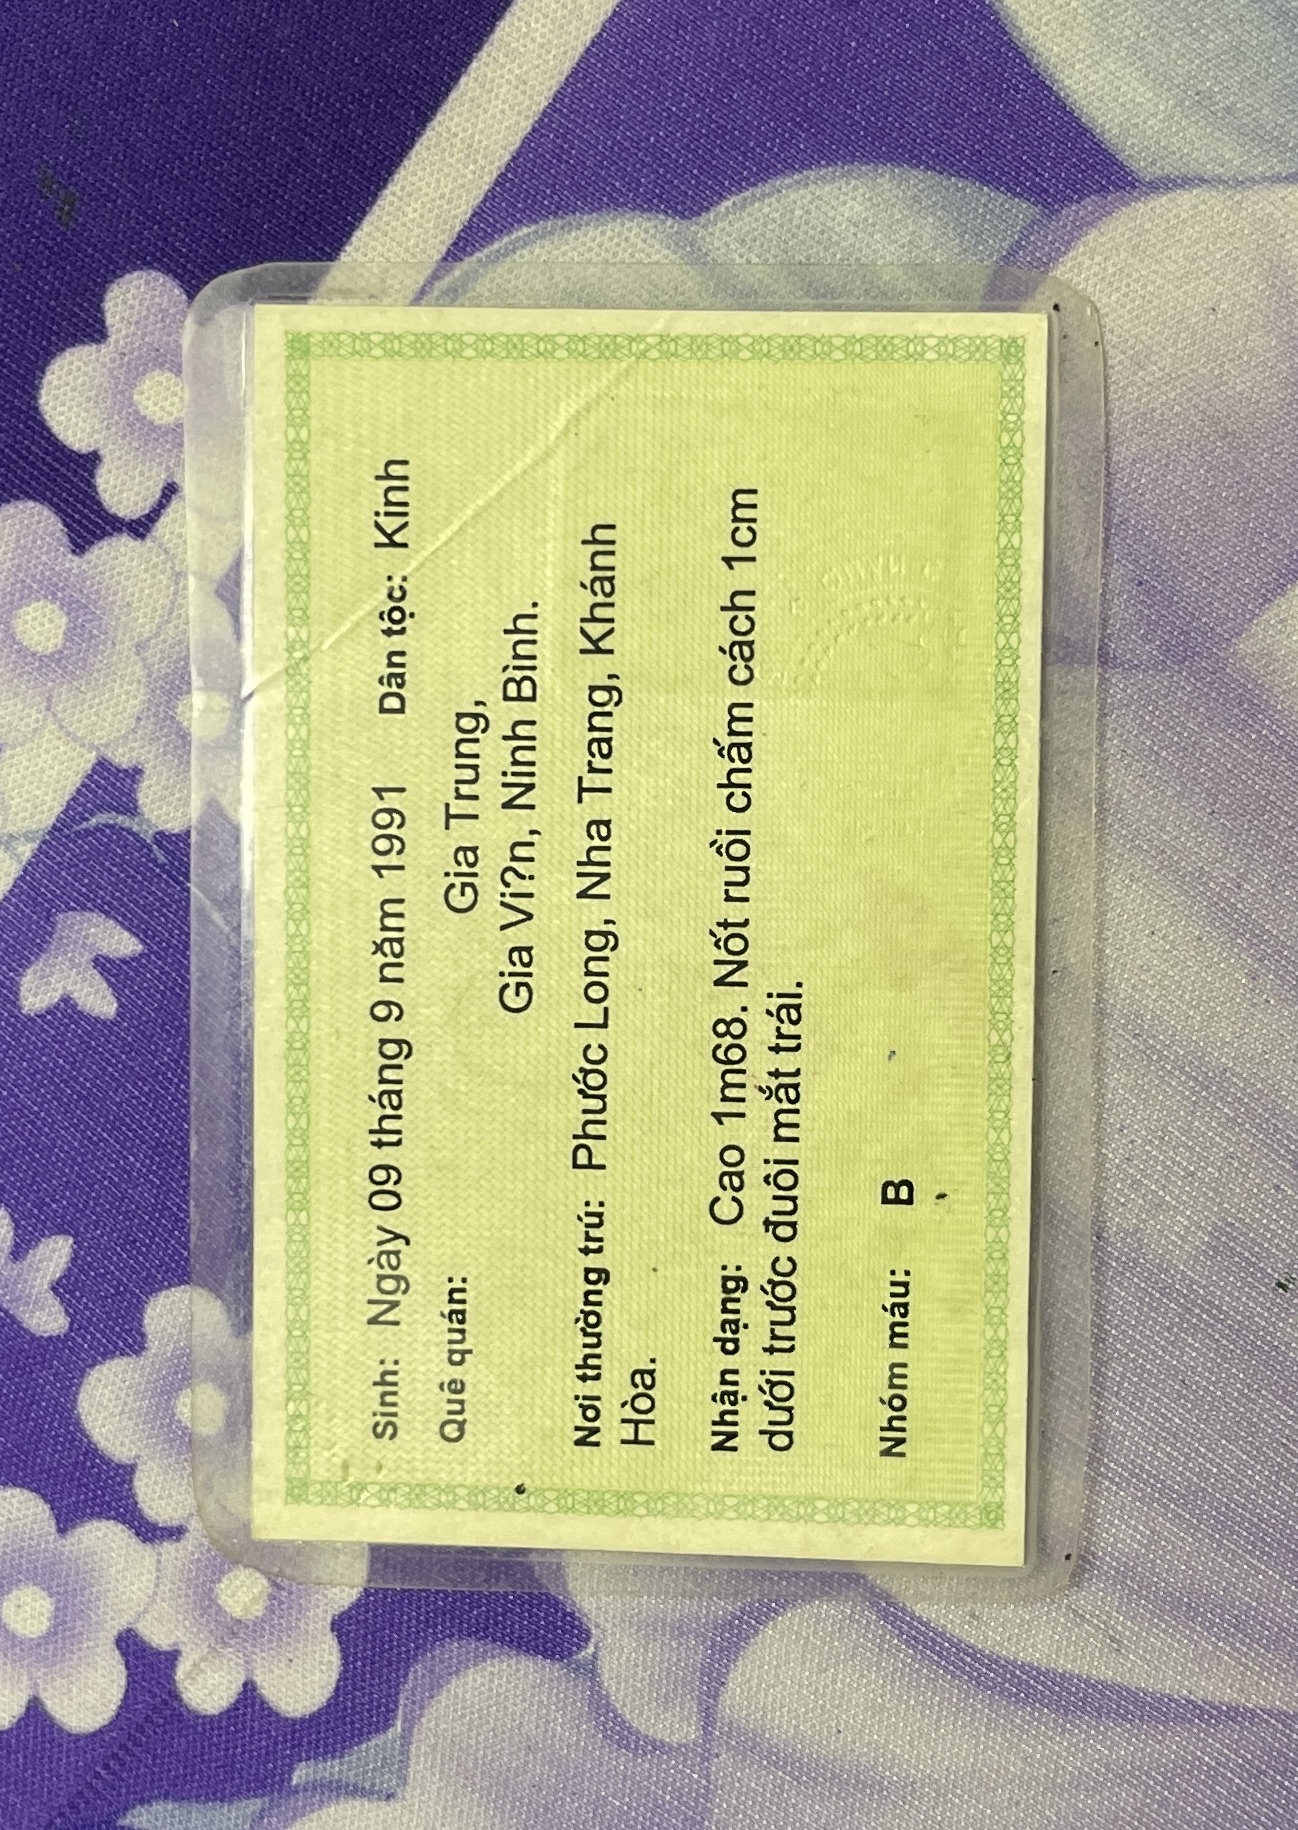 Sinh: Ngày 09 tháng 9 năm 1991 Dân tộc: Kinh
Quê quán: Gia Trung,
Gia Vi?n, Ninh Bình.
Nơi thường trú: Phước Long, Nha Trang, Khánh
Hòa.
Nhận dạng: Cao 1m68. Nốt ruồi chấm cách 1cm
dưới trước đuôi mắt trái.
Nhóm máu: B